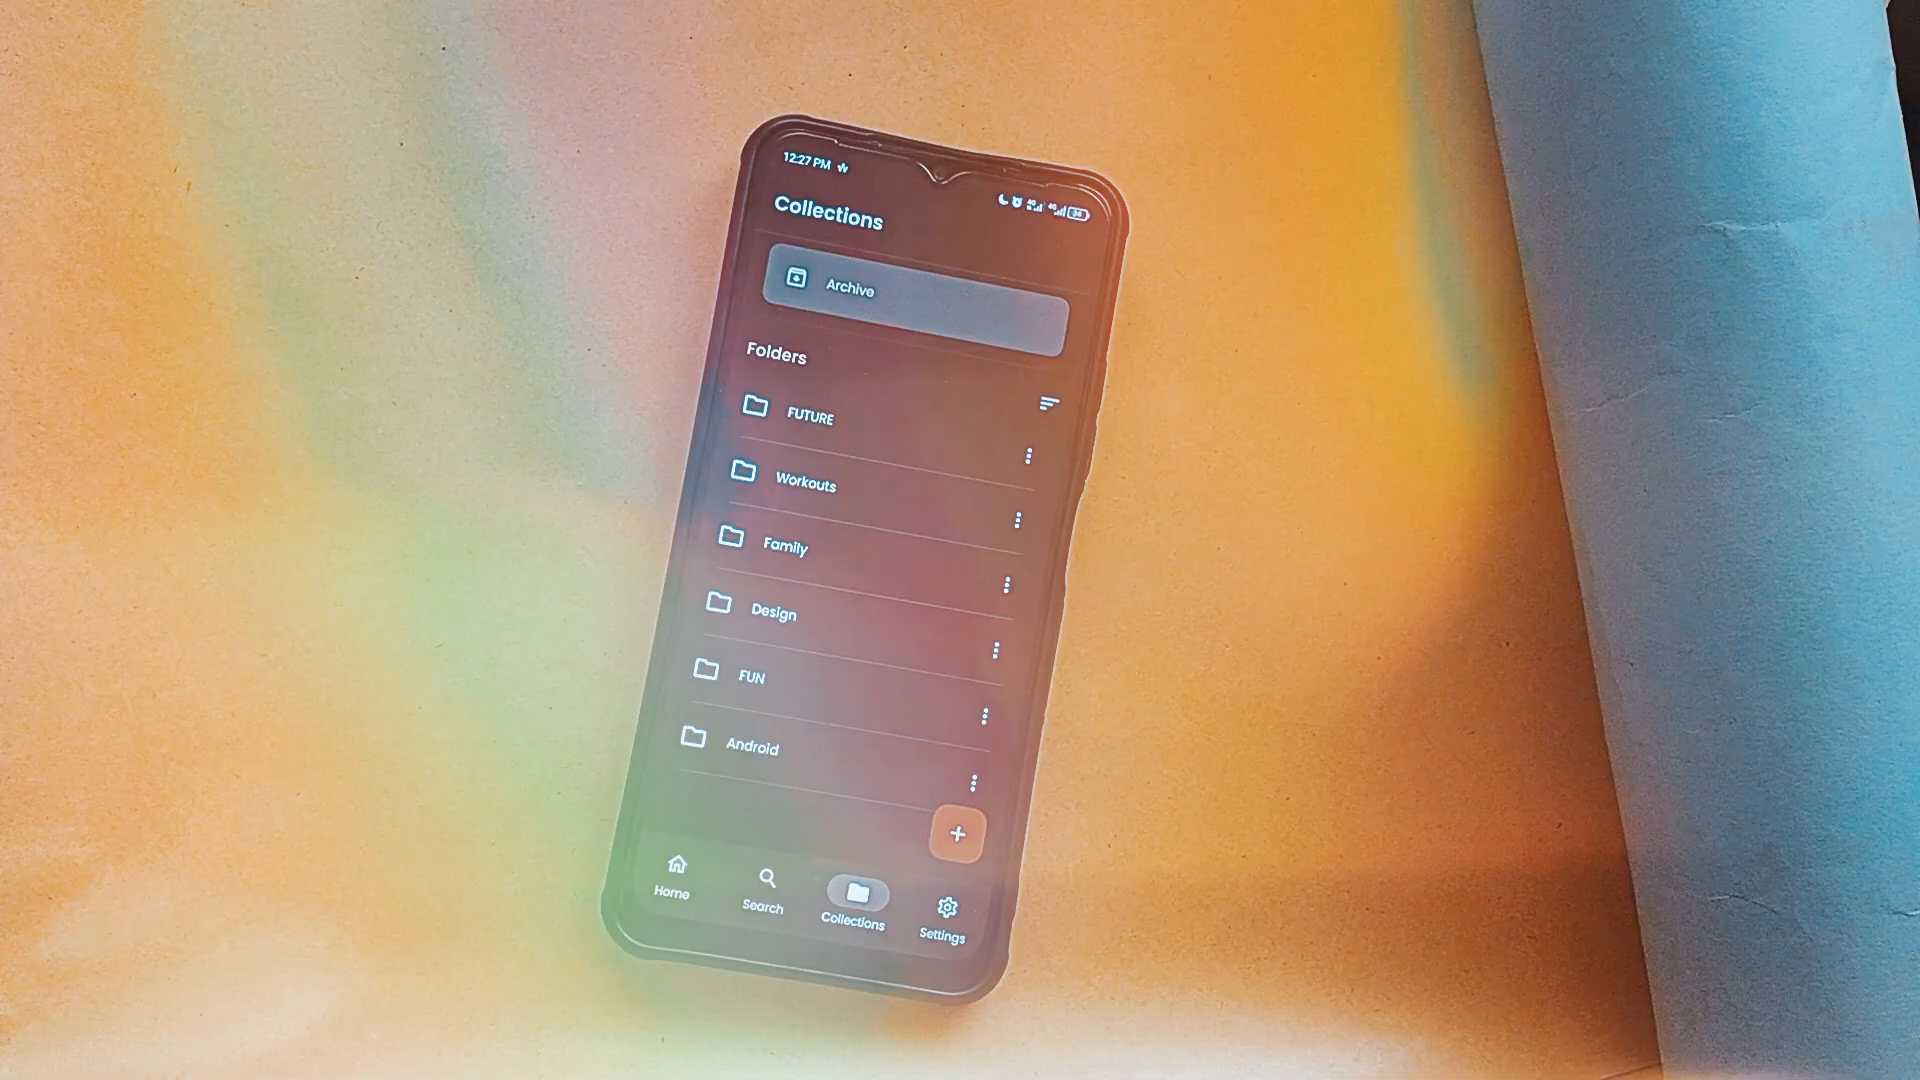 12:27 PM
Collections
Archive
Folders
FUTURE
Workouts
Family
Design
FUN
Android
Home
Search
Collections
Settings